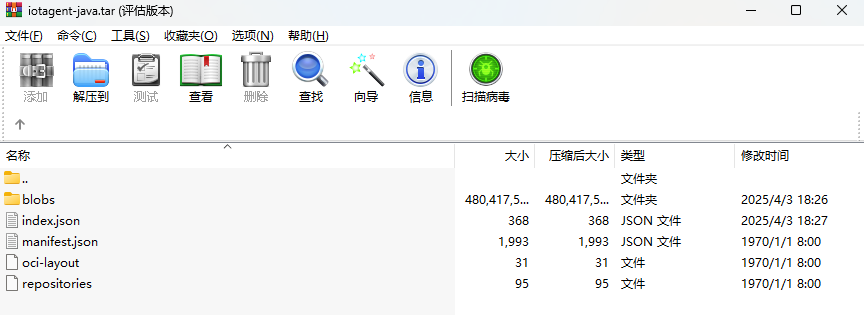 iotagent-java.tar (评估版本)
文件(F) 命令(C) 工具(S) 收藏夹(O) 选项(N) 帮助(H)
添加 解压到 测试 查看 删除 查找 向导 信息 扫描病毒
名称 大小 压缩后大小 类型 修改时间
.. 文件夹
blobs 480,417,5... 480,417,5... 文件夹 2025/4/3 18:26
index.json 368 368 JSON 文件 2025/4/3 18:27
manifest.json 1,993 1,993 JSON 文件 1970/1/1 8:00
oci-layout 31 31 文件 1970/1/1 8:00
repositories 95 95 文件 1970/1/1 8:00